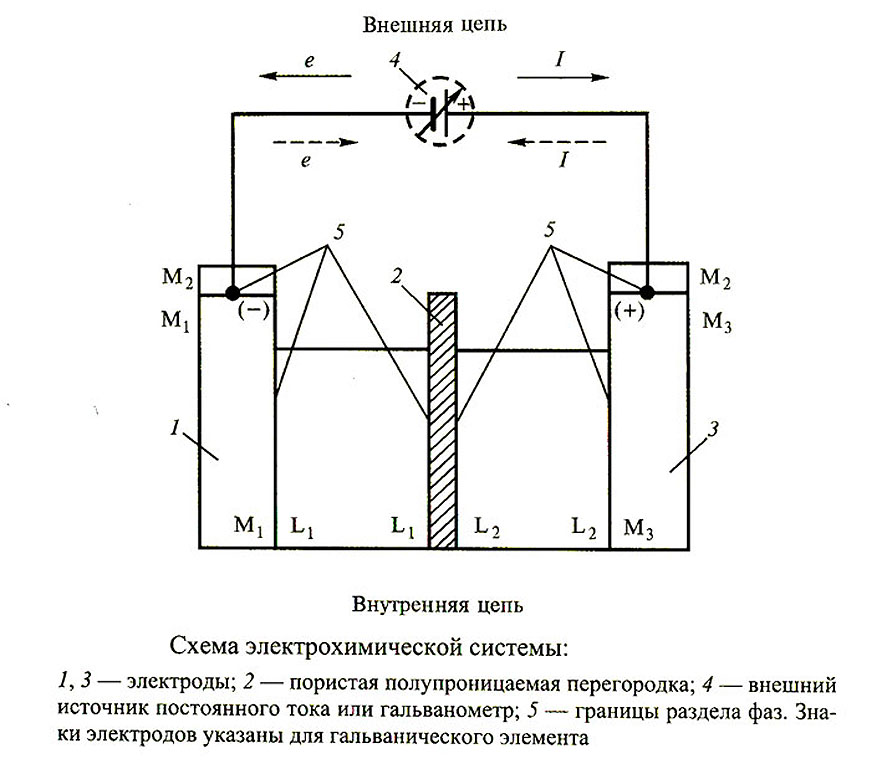 Внешняя цепь
e 4 I
− +
e I
5 5
M2 2 M2
(−) (+)
M1 M3
1 3
M1 L1 L1 L2 L2 M3
Внутренняя цепь
Схема электрохимической системы:
1, 3 — электроды; 2 — пористая полупроницаемая перегородка; 4 — внешний
источник постоянного тока или гальванометр; 5 — границы раздела фаз. Зна-
ки электродов указаны для гальванического элемента